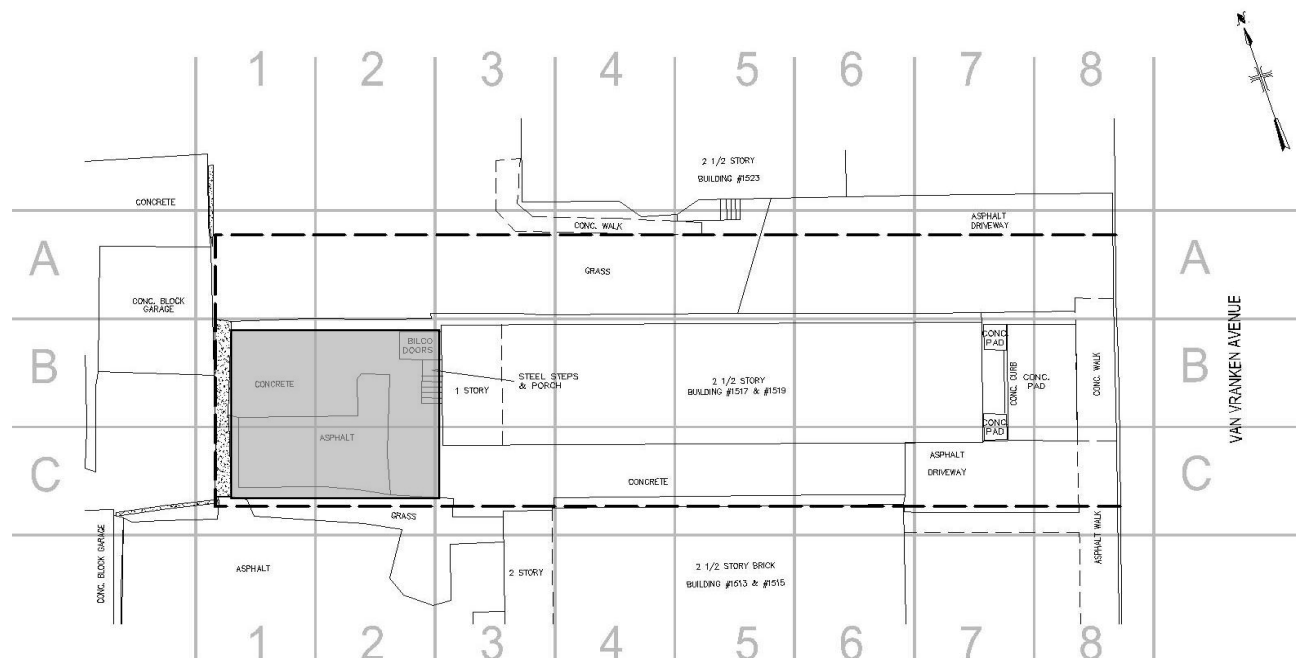 N
1 2 3 4 5 6 7 8
2 1/2 STORY
BUILDING #1523
CONCRETE
ASPHALT
DRIVEWAY
CONC. WALK
A
GRASS
A
CONC. BLOCK
GARAGE
VAN VRANKEN AVENUE
BILCO
DOORS
CONC.
PAD
STEEL STEPS
& PORCH
B
CONCRETE
1 STORY
2 1/2 STORY
BUILDING #1517 & #1519
CONC. CURB
CONC.
PAD
CONC. WALK
B
CONC.
PAD
ASPHALT
ASPHALT
DRIVEWAY
C
CONCRETE
C
GRASS
CONC. BLOCK GARAGE
ASPHALT
2 STORY
2 1/2 STORY BRICK
BUILDING #1513 & #1515
ASPHALT WALK
1 2 3 4 5 6 7 8